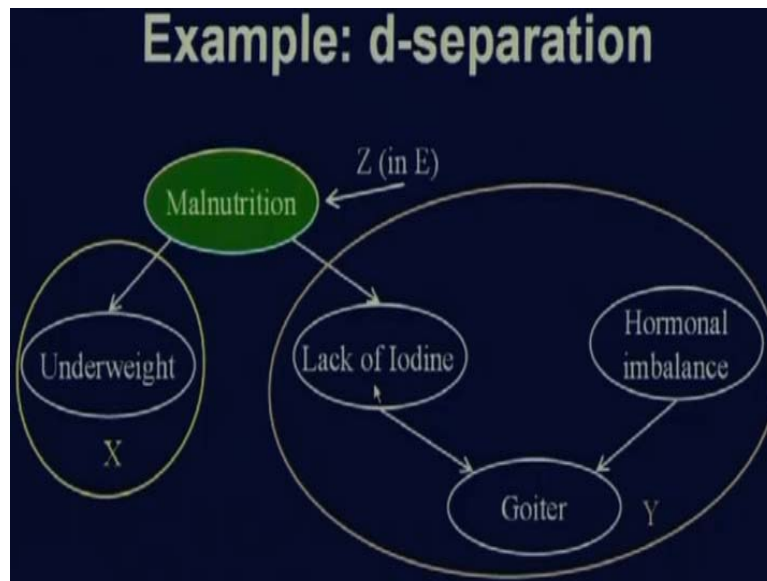 Example: d-separation
Z (in E)
Malnutrition
Underweight
Lack of Iodine
Hormonal
imbalance
X
Goiter
Y